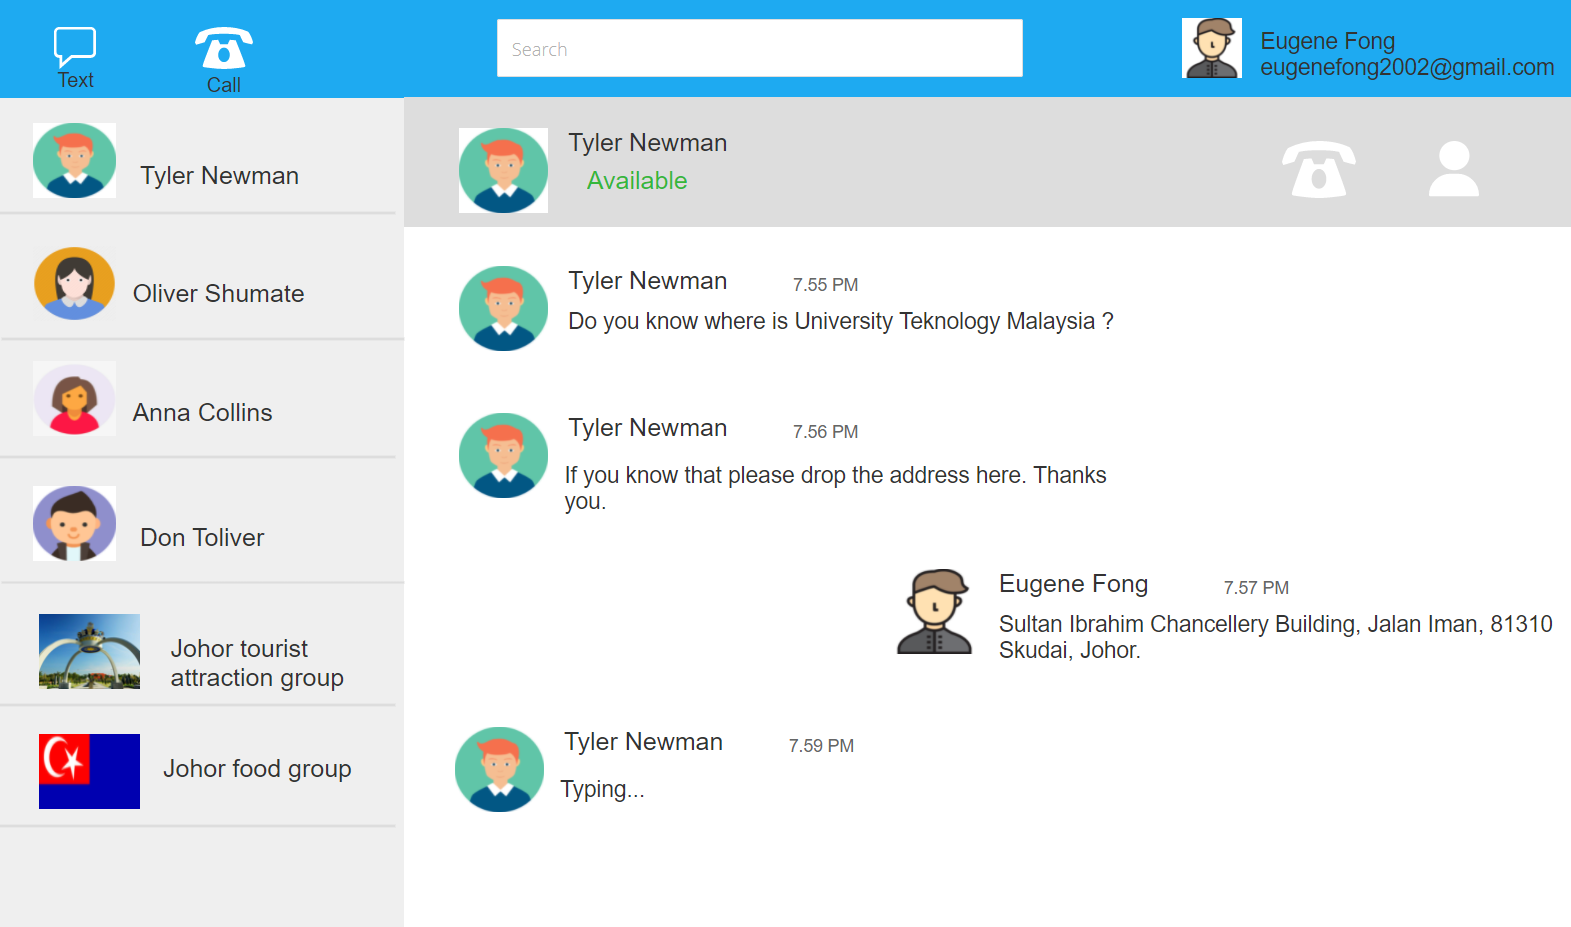 Text
Call
Search
Eugene Fong
eugenefong2002@gmail.com
Tyler Newman
Oliver Shumate
Anna Collins
Don Toliver
Johor tourist
attraction group
Johor food group
Tyler Newman
Available
Tyler Newman 7.55 PM
Do you know where is University Teknology Malaysia ?
Tyler Newman 7.56 PM
If you know that please drop the address here. Thanks
you.
Eugene Fong 7.57 PM
Sultan Ibrahim Chancellery Building, Jalan Iman, 81310
Skudai, Johor.
Tyler Newman 7.59 PM
Typing...